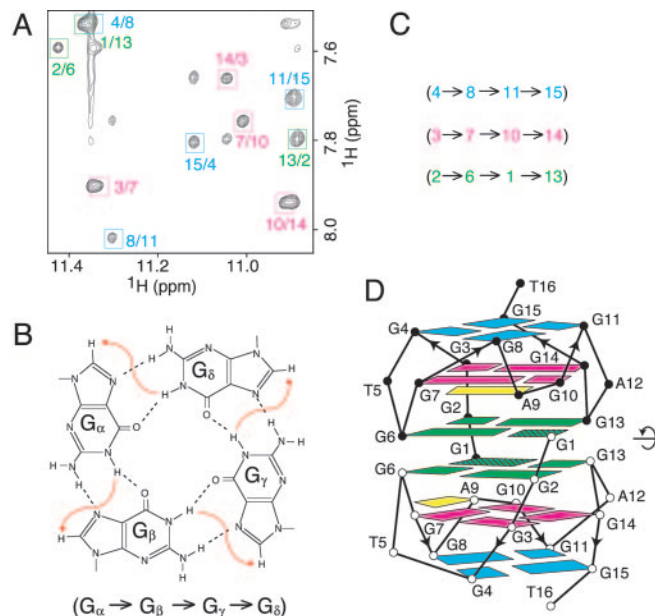 A
4/8
1/13
2/6
14/3
11/15
7/10
15/4
13/2
3/7
10/14
8/11
7.6
7.8
8.0
¹H (ppm)
11.4
11.2
11.0
¹H (ppm)
B
H
N
H
N
N
H
H
N
Gδ
N
H
N
N
O
N
Gα
N
O
N
H
N
H
N
H
H
N
Gγ
N
O
N
N
H
H
N
O
H
N
Gβ
N
H
N
N
N
H
H
(Gα → Gβ → Gγ → Gδ)
C
(4→8→11→15)
(3→7→10→14)
(2→6→1→13)
D
T16
G15
G4
G11
G3
G8
G14
T5
G7
A9
G10
A12
G2
G6
G13
G1
G1
G13
G6
G2
A9
G10
A12
G7
G3
G14
T5
G8
G11
G4
G15
T16